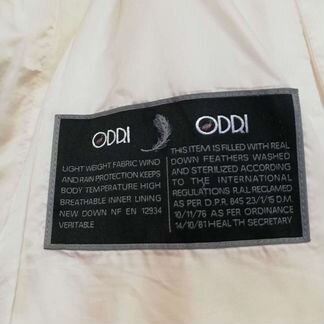 ODRI
LIGHT WEIGHT FABRIC WIND
AND RAIN PROTECTION KEEPS
BODY TEMPERATURE HIGH
BREATHABLE INNER LINING
NEW DOWN NF EN 12934
VERITABLE
ODRI
THIS ITEM IS FILLED WITH REAL
DOWN FEATHERS WASHED
AND STERILIZED ACCORDING
TO THE INTERNATIONAL
REGULATIONS R.A.L RECLAMED
AS PER D.P.R. 845 23/1/15 D.M.
10/11/76 AS PER ORDINANCE
14/10/81 HEALTH SECRETARY